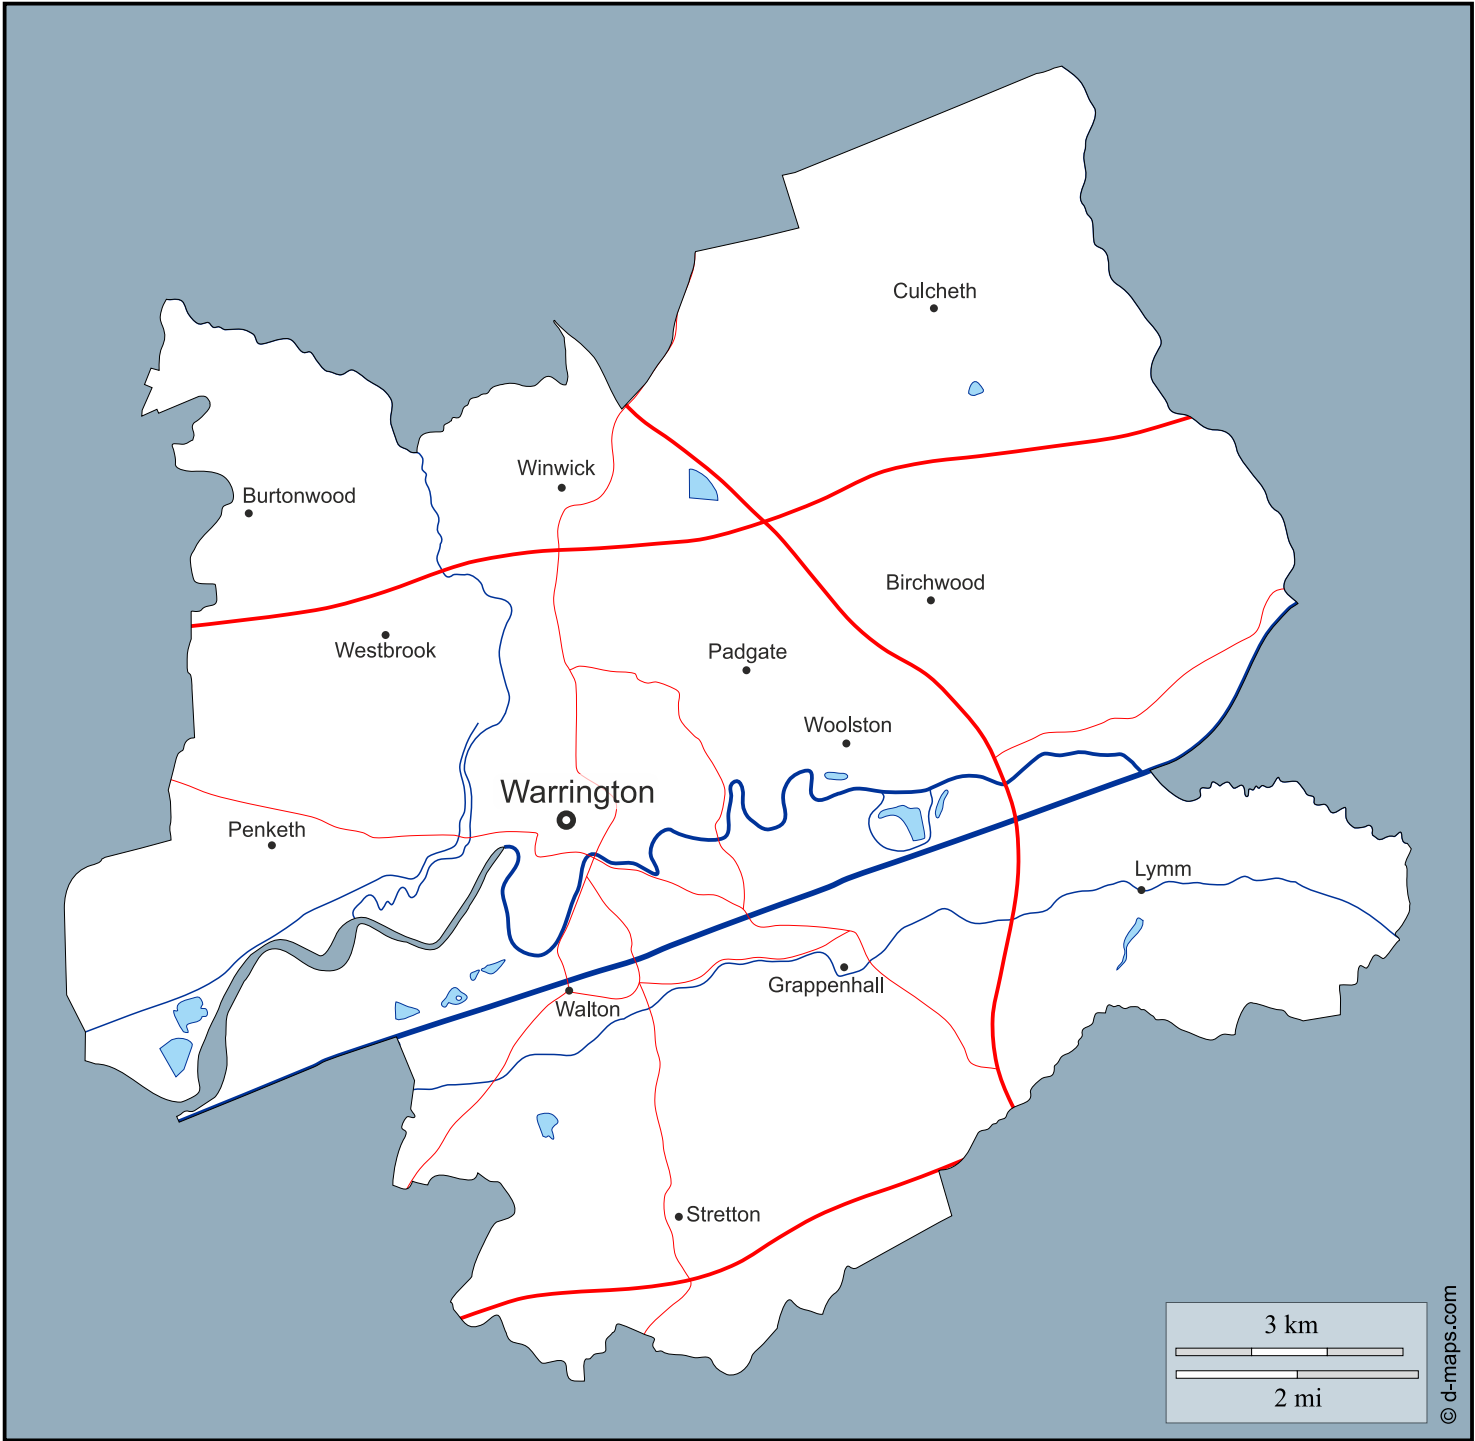 Culcheth
Winwick
Burtonwood
Birchwood
Westbrook
Padgate
Woolston
Warrington
Penketh
Lymm
Grappenhall
Walton
Stretton
3 km
2 mi
© d-maps.com